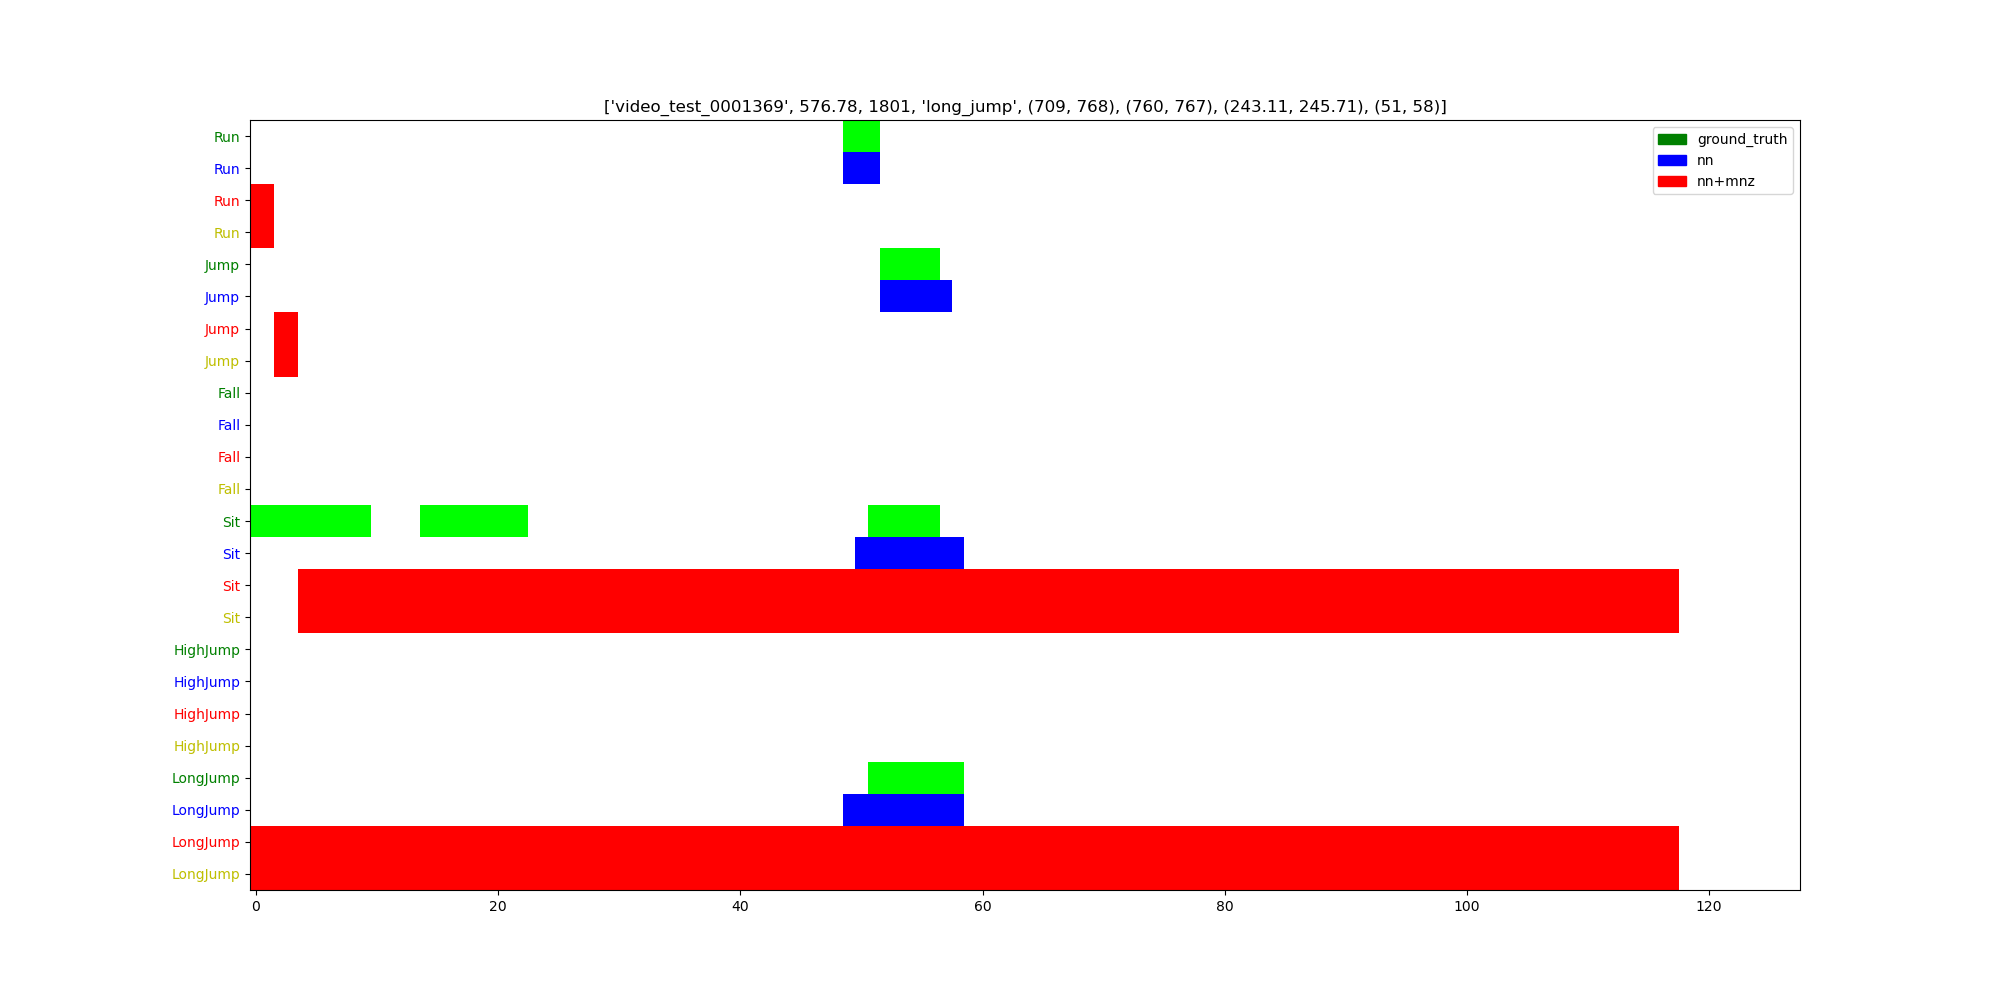 ['video_test_0001369', 576.78, 1801, 'long_jump', (709, 768), (760, 767), (243.11, 245.71), (51, 58)]
ground_truth
nn
nn+mnz
Run
Run
Run
Run
Jump
Jump
Jump
Jump
Fall
Fall
Fall
Fall
Sit
Sit
Sit
Sit
HighJump
HighJump
HighJump
HighJump
LongJump
LongJump
LongJump
LongJump
0 20 40 60 80 100 120